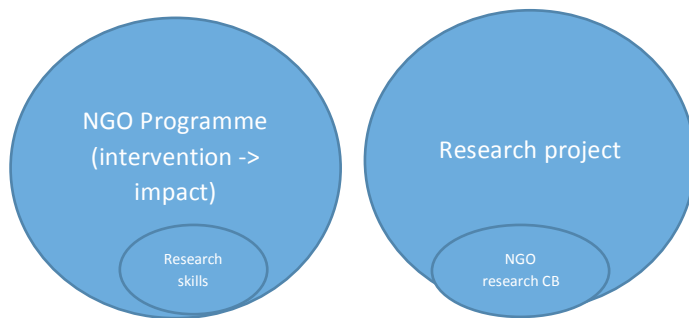 NGO Programme
(intervention ->
impact)
Research
skills
Research project
NGO
research CB